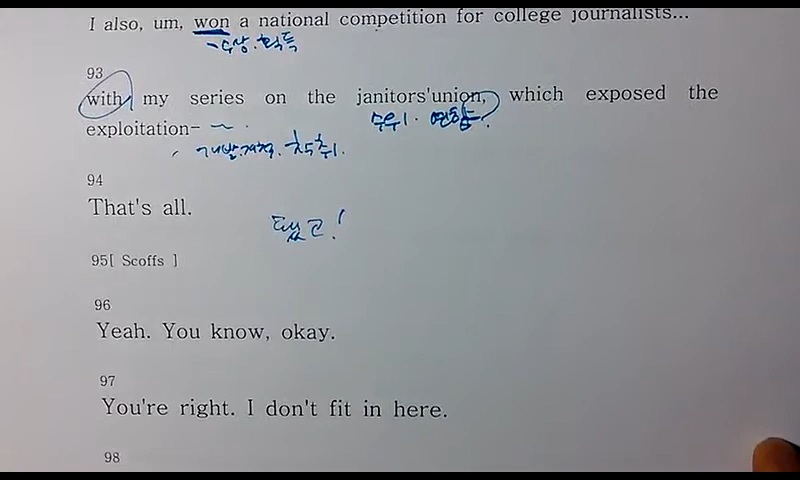 I also, um, won a national competition for college journalists...
수상. 획득
93
with my series on the janitors'union, which exposed the
수위. 연합
exploitation-
개발. 개척. 착취.
94
That's all.
됐고!
95[ Scoffs ]
96
Yeah. You know, okay.
97
You're right. I don't fit in here.
98